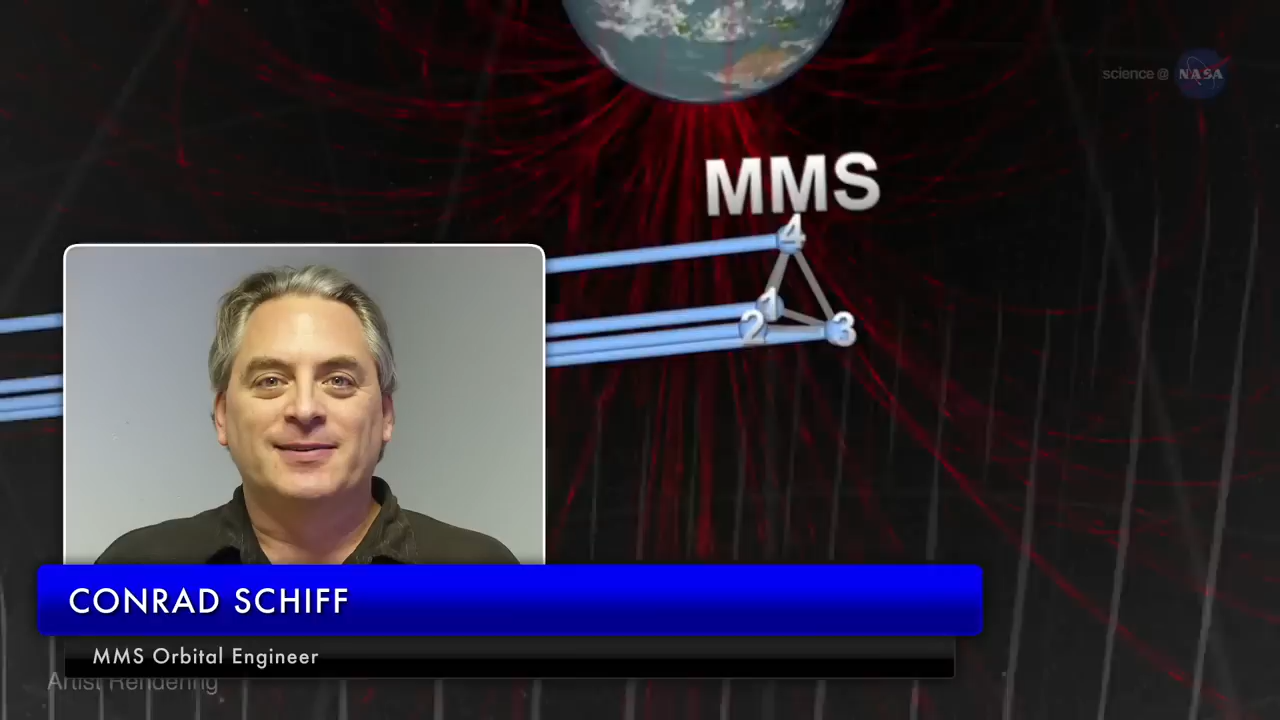 science@ NASA
MMS
4
1
2
3
CONRAD SCHIFF
MMS Orbital Engineer
Artist Rendering